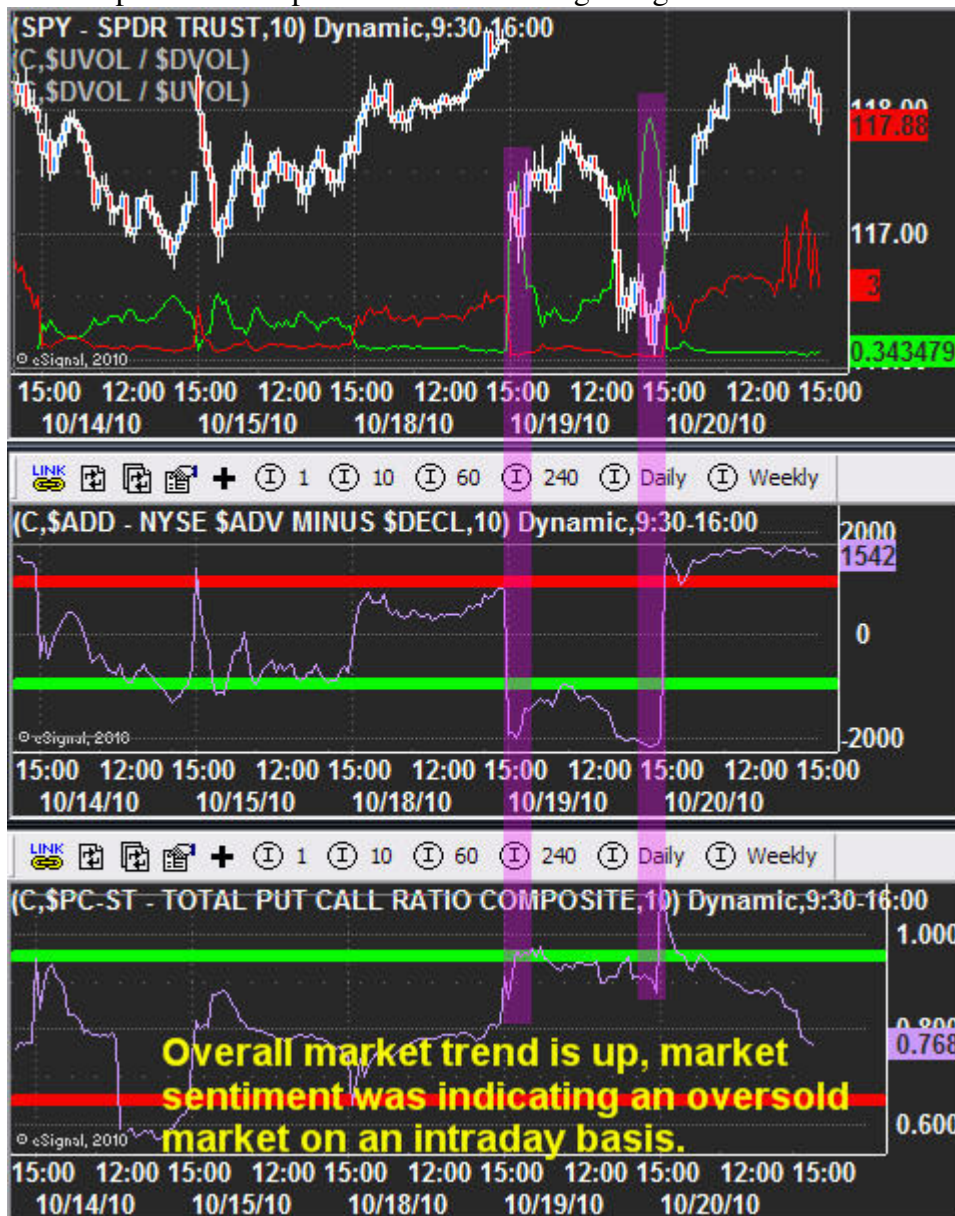 (SPY - SPDR TRUST,10) Dynamic,9:30-16:00
(C,$UVOL / $DVOL)
$DVOL / $UVOL)
118.00
117.88
117.00
3
0.343479
© eSignal, 2010
15:00 12:00 15:00 12:00 15:00 12:00 15:00 12:00 15:00 12:00 15:00
10/14/10 10/15/10 10/18/10 10/19/10 10/20/10
LINK 1 10 60 240 Daily Weekly
(C,$ADD - NYSE $ADV MINUS $DECL,10) Dynamic,9:30-16:00
2000
1542
0
-2000
© eSignal, 2010
15:00 12:00 15:00 12:00 15:00 12:00 15:00 12:00 15:00 12:00 15:00
10/14/10 10/15/10 10/18/10 10/19/10 10/20/10
LINK 1 10 60 240 Daily Weekly
(C,$PC-ST - TOTAL PUT CALL RATIO COMPOSITE,10) Dynamic,9:30-16:00
1.000
0.800
0.768
Overall market trend is up, market
sentiment was indicating an oversold
market on an intraday basis.
0.600
© eSignal, 2010
15:00 12:00 15:00 12:00 15:00 12:00 15:00 12:00 15:00 12:00 15:00
10/14/10 10/15/10 10/18/10 10/19/10 10/20/10